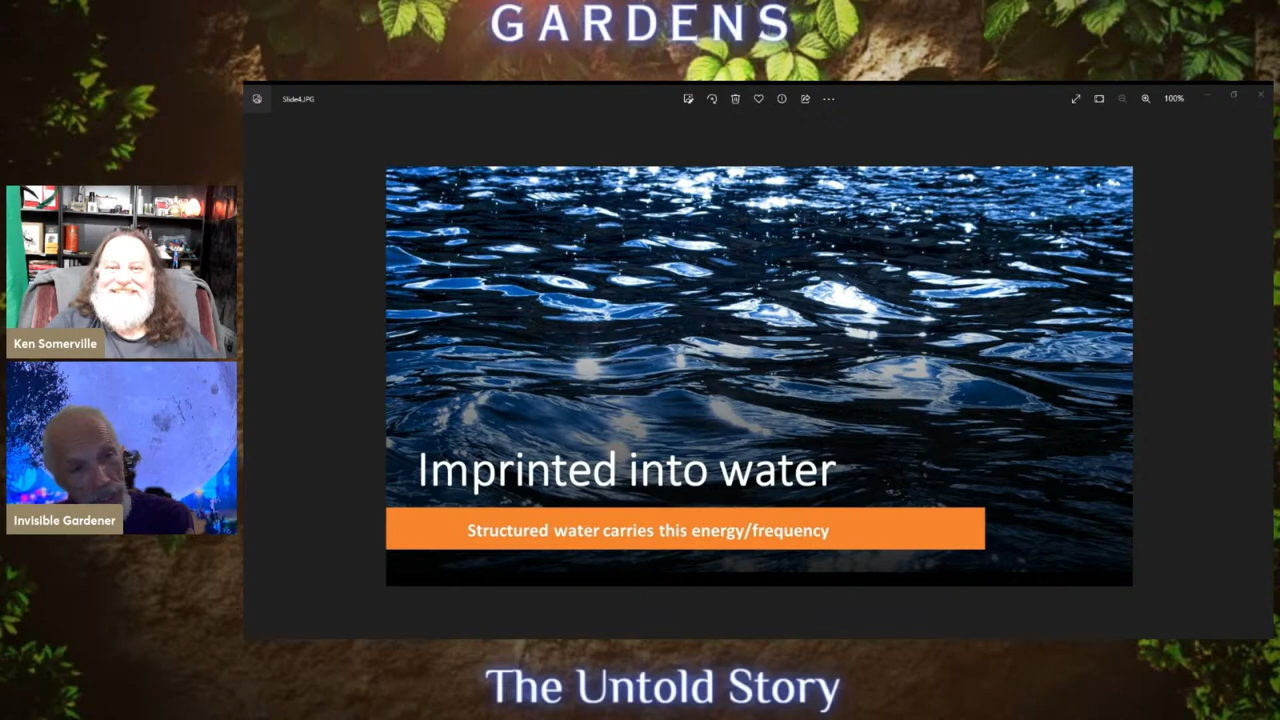 GARDENS
Slide4.JPG
100%
Ken Somerville
Invisible Gardener
Imprinted into water
Structured water carries this energy/frequency
The Untold Story